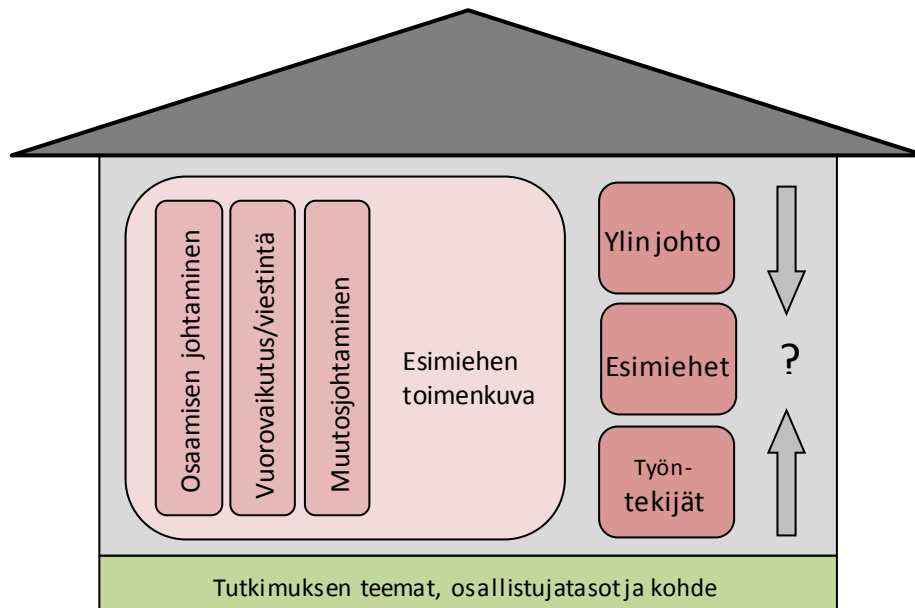 Osaamisen johtaminen
Vuorovaikutus/viestintä
Muutosjohtaminen
Esimiehen
toimenkuva
Ylin johto
Esimiehet
?
Työn-
tekijät
Tutkimuksen teemat, osallistujatasot ja kohde